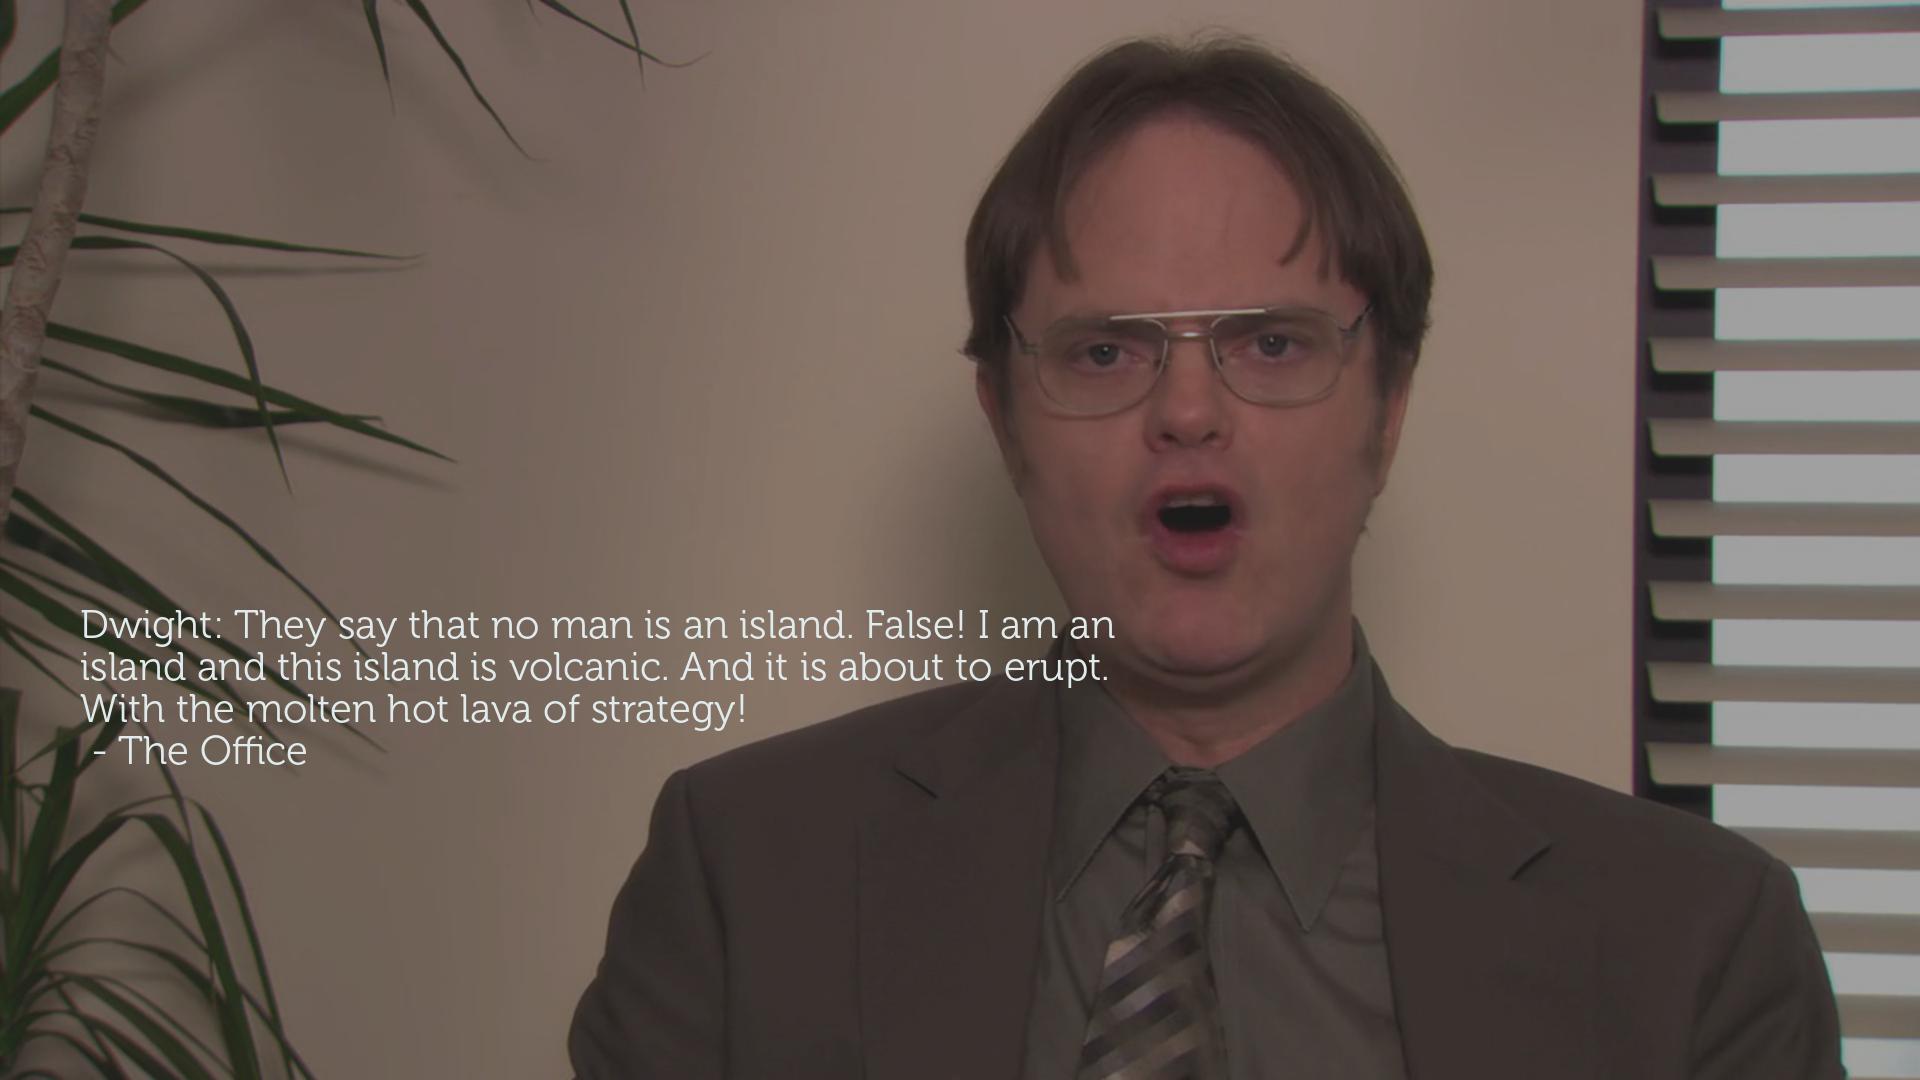 Dwight: They say that no man is an island. False! I am an
island and this island is volcanic. And it is about to erupt.
With the molten hot lava of strategy!
- The Office